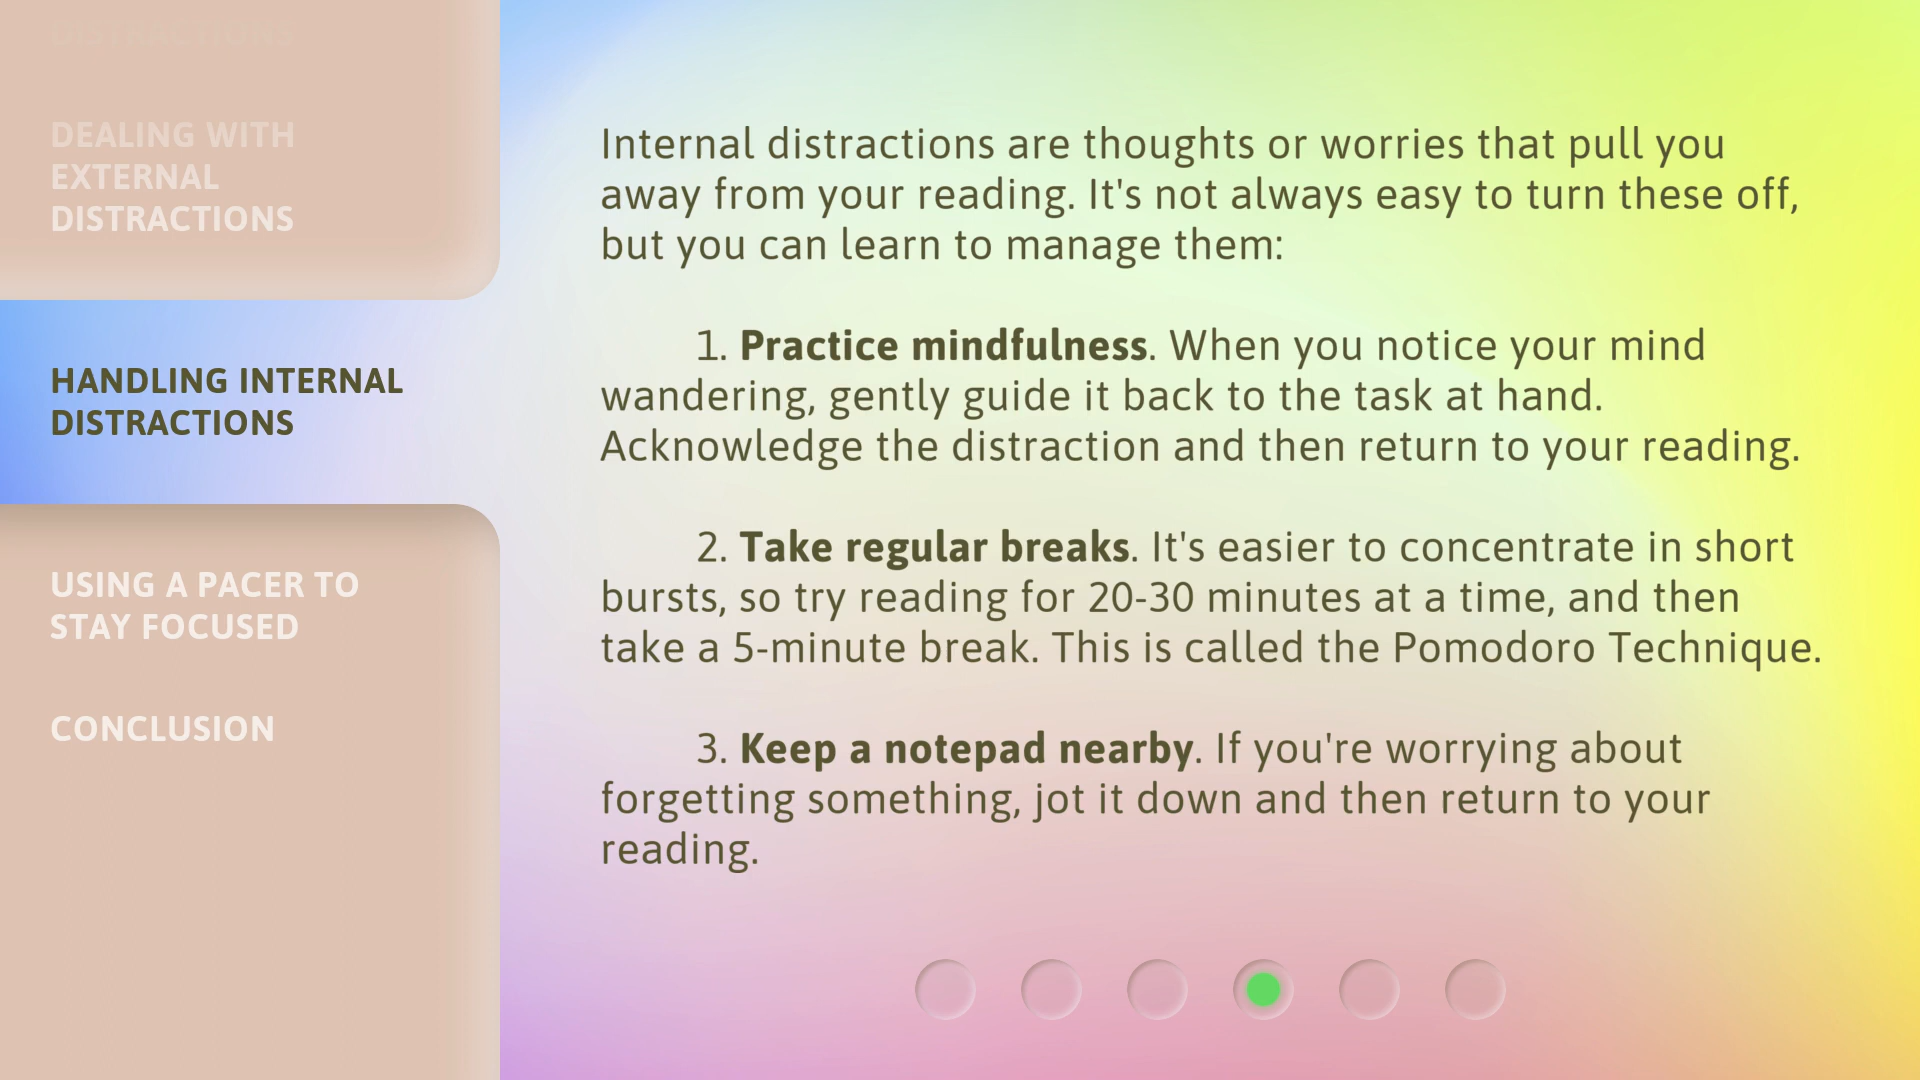 DISTRACTIONS
DEALING WITH
EXTERNAL
DISTRACTIONS
HANDLING INTERNAL
DISTRACTIONS
USING A PACER TO
STAY FOCUSED
CONCLUSION
Internal distractions are thoughts or worries that pull you
away from your reading. It's not always easy to turn these off,
but you can learn to manage them:
1. Practice mindfulness. When you notice your mind
wandering, gently guide it back to the task at hand.
Acknowledge the distraction and then return to your reading.
2. Take regular breaks. It's easier to concentrate in short
bursts, so try reading for 20-30 minutes at a time, and then
take a 5-minute break. This is called the Pomodoro Technique.
3. Keep a notepad nearby. If you're worrying about
forgetting something, jot it down and then return to your
reading.